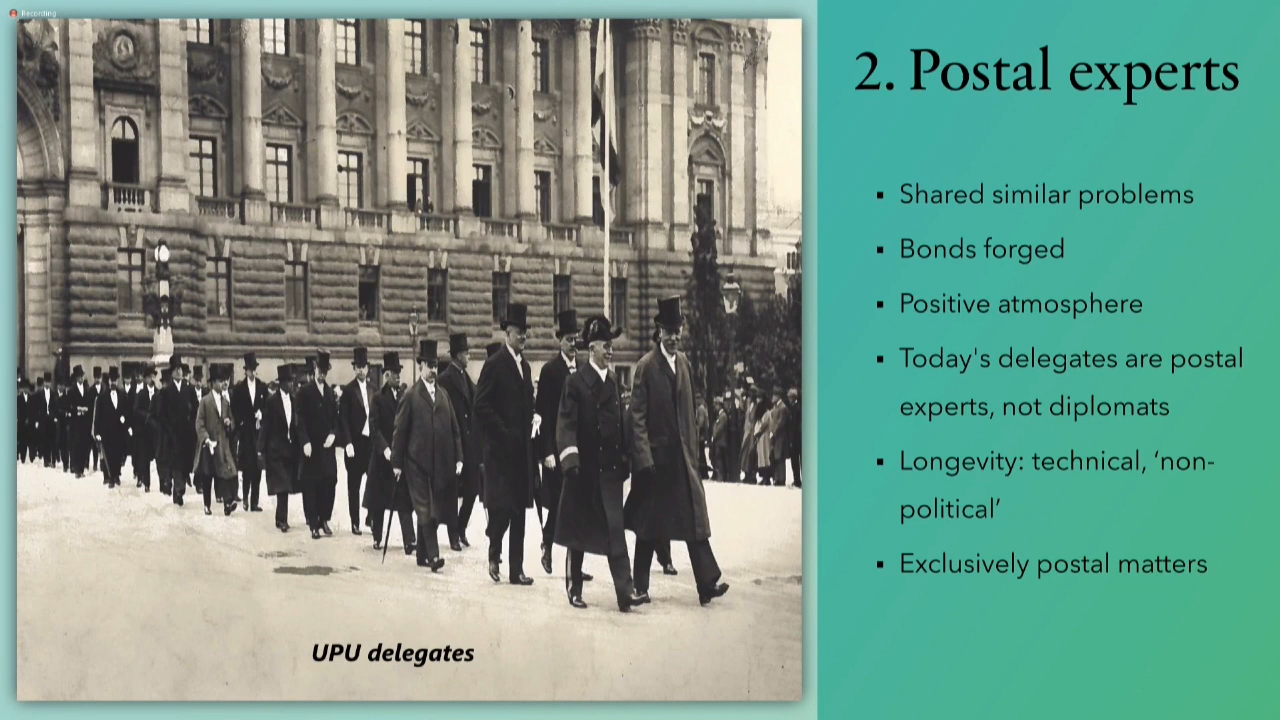 Recording
2. Postal experts
▪ Shared similar problems
▪ Bonds forged
▪ Positive atmosphere
▪ Today's delegates are postal
experts, not diplomats
▪ Longevity: technical, ‘non-
political’
▪ Exclusively postal matters
UPU delegates